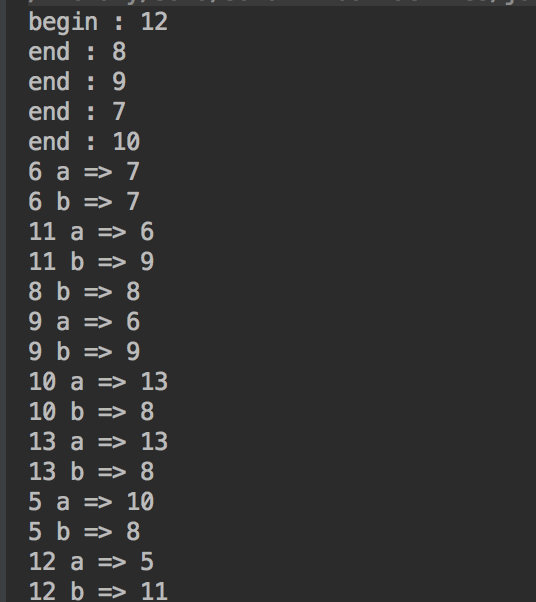 begin : 12
end : 8
end : 9
end : 7
end : 10
6 a => 7
6 b => 7
11 a => 6
11 b => 9
8 b => 8
9 a => 6
9 b => 9
10 a => 13
10 b => 8
13 a => 13
13 b => 8
5 a => 10
5 b => 8
12 a => 5
12 b => 11